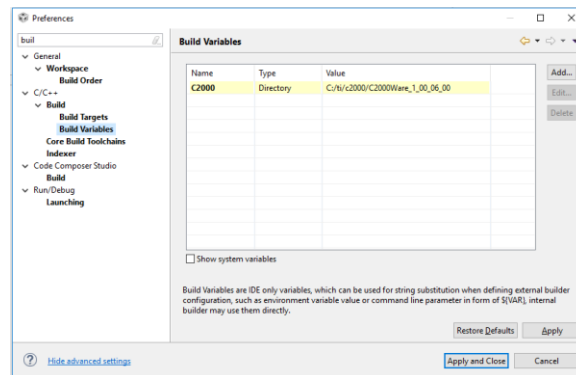 Preferences
buil
General
Workspace
Build Order
C/C++
Build
Build Targets
Build Variables
Core Build Toolchains
Indexer
Code Composer Studio
Build
Run/Debug
Launching
Build Variables
Name Type Value
C2000 Directory C:/ti/c2000/C2000Ware_1_00_06_00
Add...
Edit...
Delete
Show system variables
Build Variables are IDE only variables, which can be used for string substitution when defining external builder
configuration, such as environment variable value or command line parameter in form of ${VAR}, internal
builder may use them directly.
Restore Defaults Apply
Hide advanced settings
Apply and Close Cancel